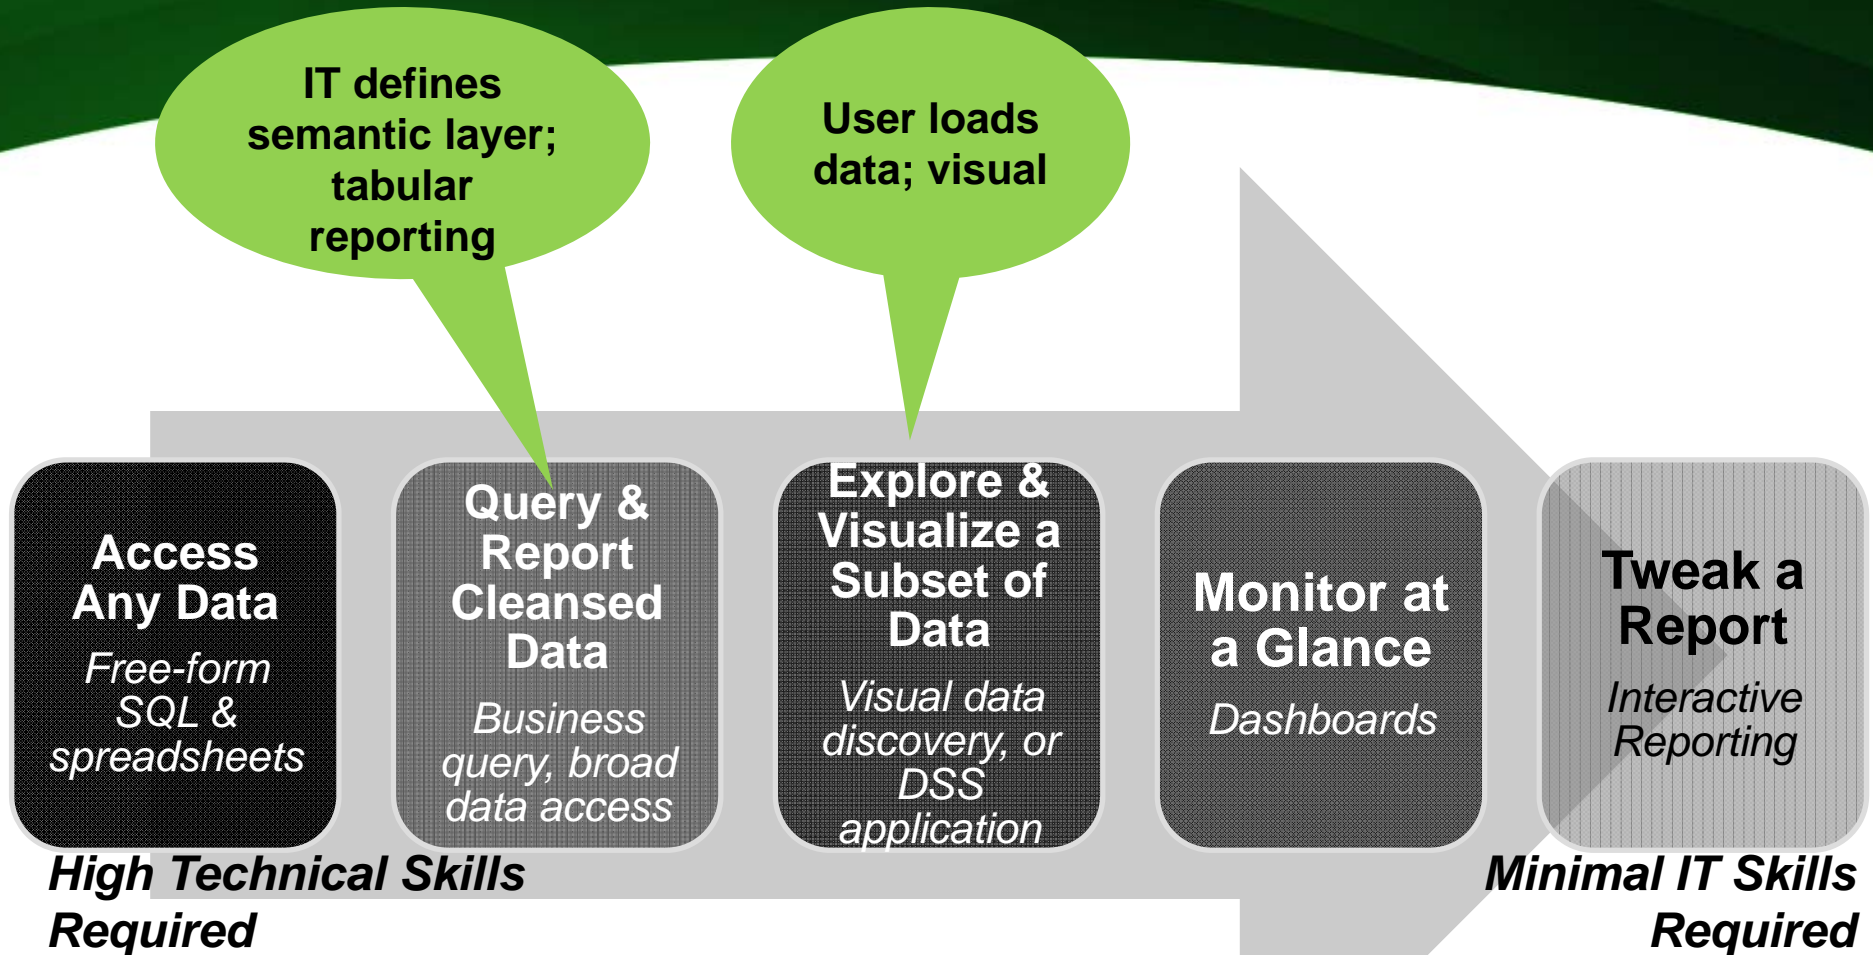 IT defines
semantic layer;
tabular
reporting
User loads
data; visual
Access
Any Data
Free-form
SQL &
spreadsheets
Query &
Report
Cleansed
Data
Business
query, broad
data access
Explore &
Visualize a
Subset of
Data
Visual data
discovery, or
DSS
application
Monitor at
a Glance
Dashboards
Tweak a
Report
Interactive
Reporting
High Technical Skills
Required
Minimal IT Skills
Required